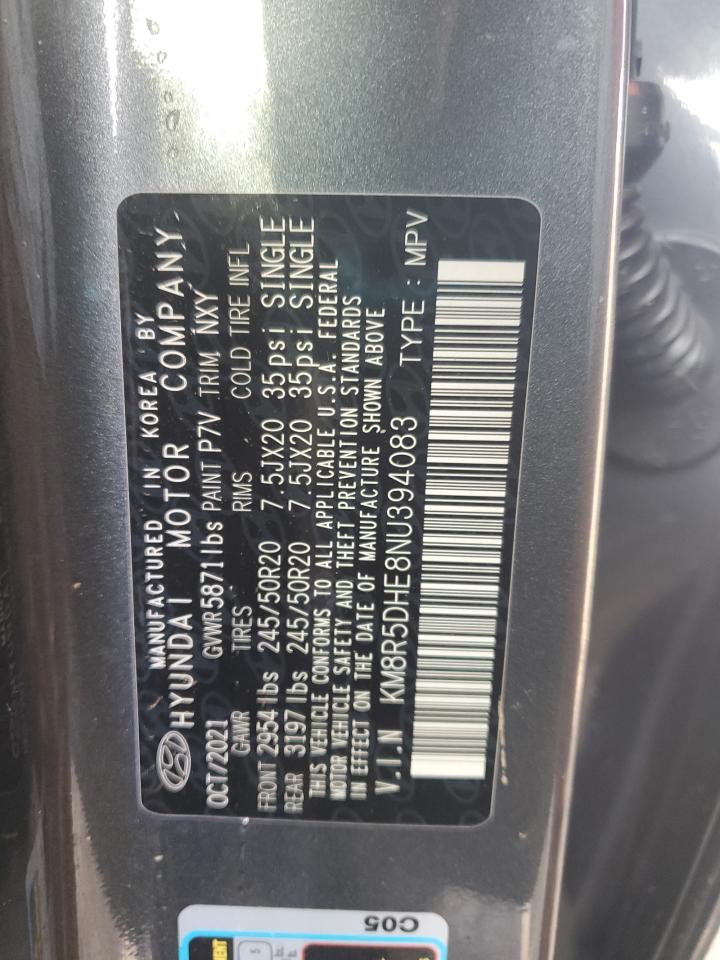 MANUFACTURED IN KOREA BY
HYUNDAI MOTOR COMPANY
OCT/2021 GVWR 5871 lbs PAINT P7V TRIM NXY
GAWR TIRES RIMS COLD TIRE INFL
FRONT 2954 lbs 245/50R20 7.5JX20 35psi SINGLE
REAR 3197 lbs 245/50R20 7.5JX20 35psi SINGLE
THIS VEHICLE CONFORMS TO ALL APPLICABLE U.S.A. FEDERAL
MOTOR VEHICLE SAFETY AND THEFT PREVENTION STANDARDS
IN EFFECT ON THE DATE OF MANUFACTURE SHOWN ABOVE
V.I.N KM8R5DHE8NU394083 TYPE : MPV
C05